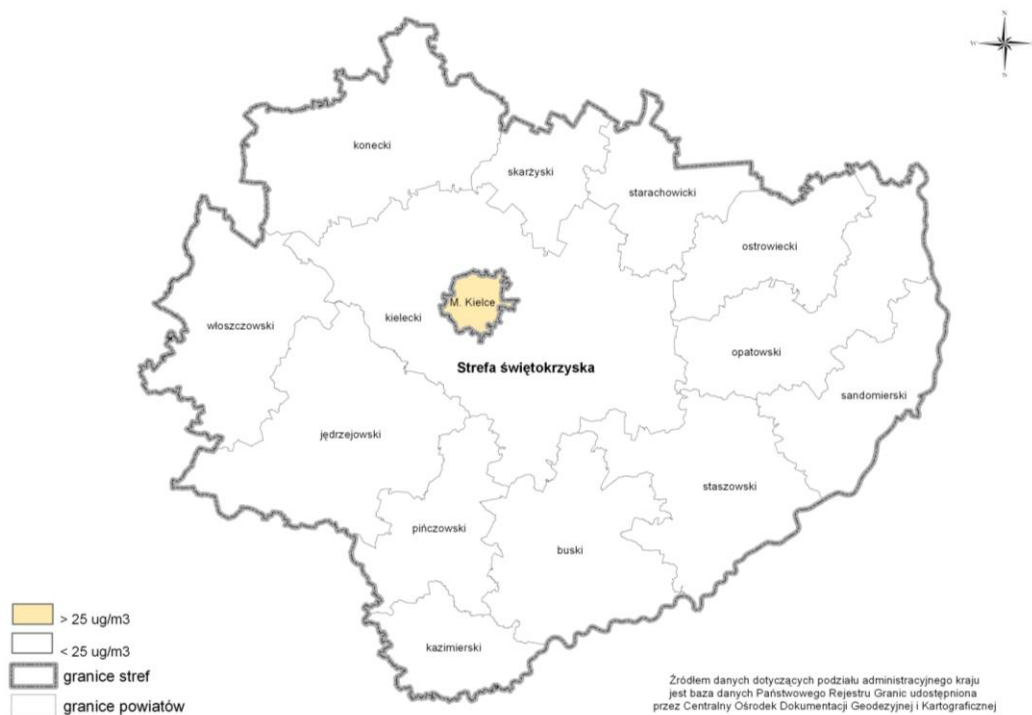 N
W
S
konecki
skarżyski
starachowicki
ostrowiecki
M. Kielce
włoszczowski
kielecki
opatowski
Strefa świętokrzyska
sandomierski
jędrzejowski
staszowski
pińczowski
buski
kazimierski
> 25 ug/m3
< 25 ug/m3
granice stref
granice powiatów
Źródłem danych dotyczących podziału administracyjnego kraju
jest baza danych Państwowego Rejestru Granic udostępniona
przez Centralny Ośrodek Dokumentacji Geodezyjnej i Kartograficznej